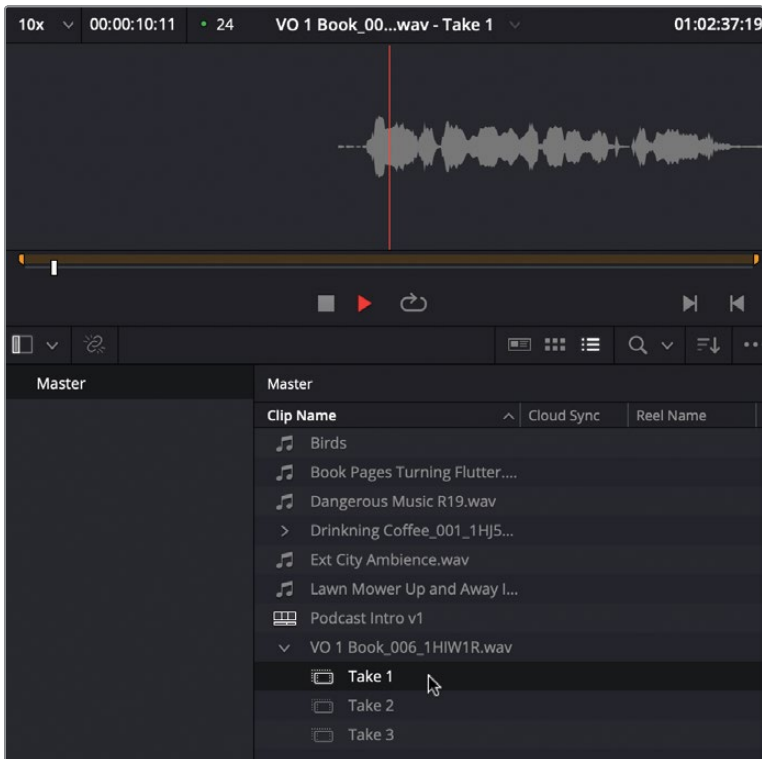 10x 00:00:10:11 24 VO 1 Book_00...wav - Take 1 01:02:37:19
Master Master
Clip Name Cloud Sync Reel Name
Birds
Book Pages Turning Flutter....
Dangerous Music R19.wav
Drinkning Coffee_001_1HJ5...
Ext City Ambience.wav
Lawn Mower Up and Away I...
Podcast Intro v1
VO 1 Book_006_1HIW1R.wav
Take 1
Take 2
Take 3